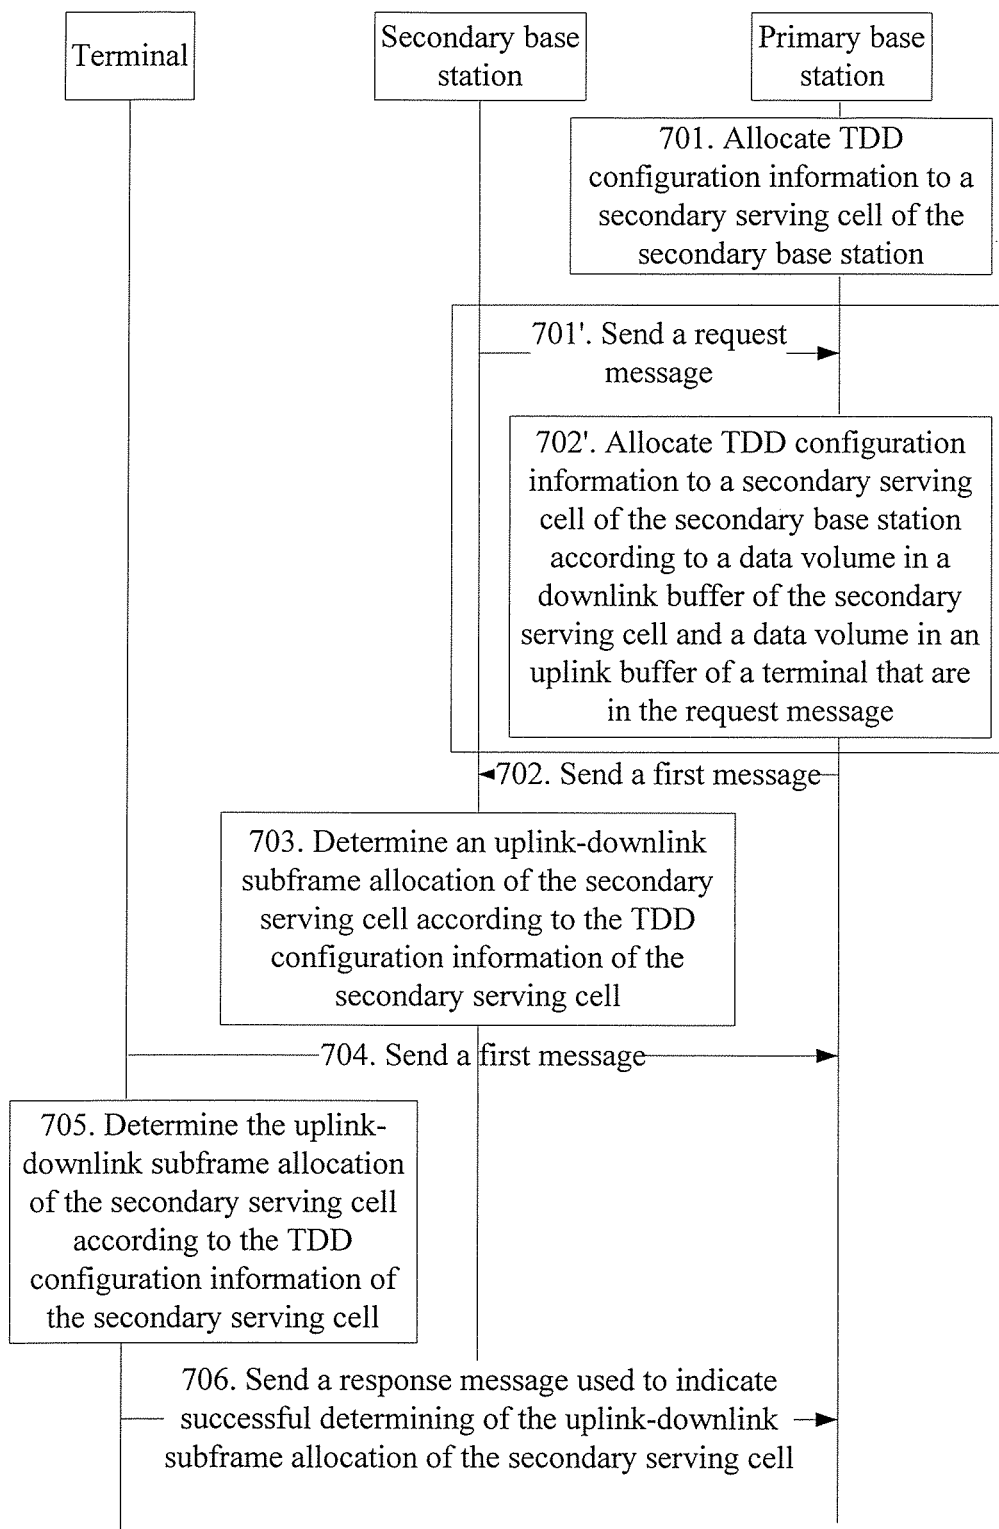 Terminal
Secondary base
station
Primary base
station
701. Allocate TDD
configuration information to a
secondary serving cell of the
secondary base station
701'. Send a request
message
702'. Allocate TDD configuration
information to a secondary serving
cell of the secondary base station
according to a data volume in a
downlink buffer of the secondary
serving cell and a data volume in an
uplink buffer of a terminal that are
in the request message
702. Send a first message
703. Determine an uplink-downlink
subframe allocation of the secondary
serving cell according to the TDD
configuration information of the
secondary serving cell
704. Send a first message
705. Determine the uplink-
downlink subframe allocation
of the secondary serving cell
according to the TDD
configuration information of
the secondary serving cell
706. Send a response message used to indicate
successful determining of the uplink-downlink
subframe allocation of the secondary serving cell